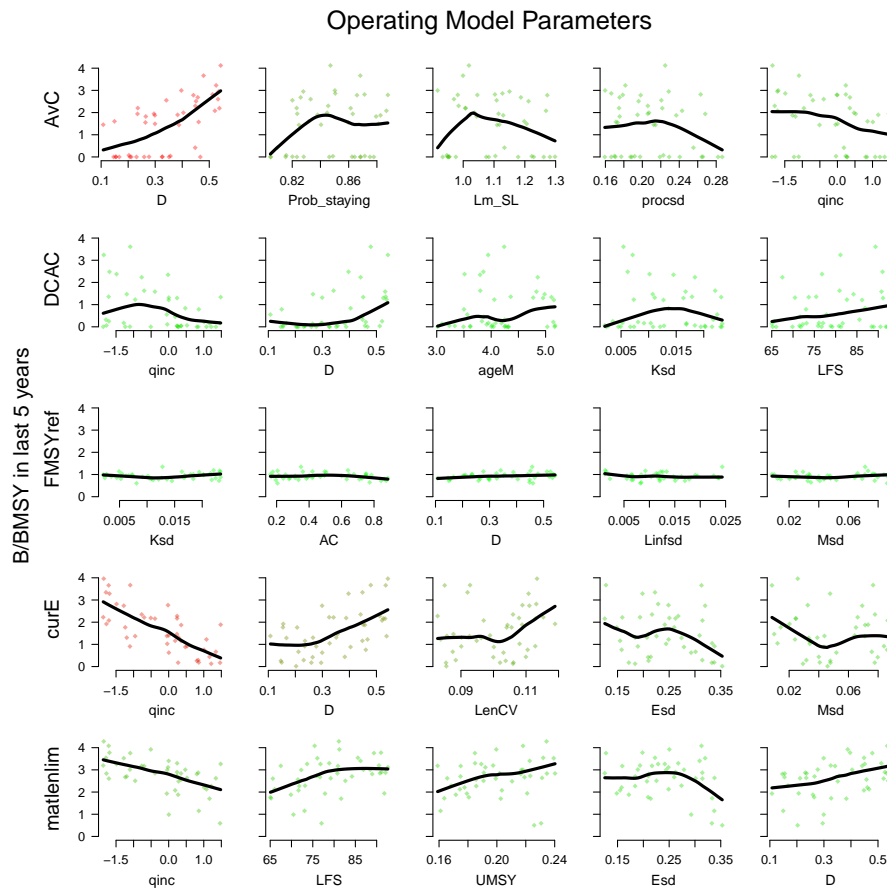 Operating Model Parameters
B/BMSY in last 5 years
AvC
4
3
2
1
0
0.1 0.3 0.5
D
0.82 0.86
Prob_staying
1.0 1.1 1.2 1.3
Lm_SL
0.16 0.20 0.24 0.28
procsd
−1.5 0.0 1.0
qinc
DCAC
4
3
2
1
0
−1.5 0.0 1.0
qinc
0.1 0.3 0.5
D
3.0 4.0 5.0
ageM
0.005 0.015
Ksd
65 75 85
LFS
FMSYref
4
3
2
1
0
0.005 0.015
Ksd
0.2 0.4 0.6 0.8
AC
0.1 0.3 0.5
D
0.005 0.015 0.025
Linfsd
0.02 0.06
Msd
curE
4
3
2
1
0
−1.5 0.0 1.0
qinc
0.1 0.3 0.5
D
0.09 0.11
LenCV
0.15 0.25 0.35
Esd
0.02 0.06
Msd
matlenlim
4
3
2
1
0
−1.5 0.0 1.0
qinc
65 75 85
LFS
0.16 0.20 0.24
UMSY
0.15 0.25 0.35
Esd
0.1 0.3 0.5
D